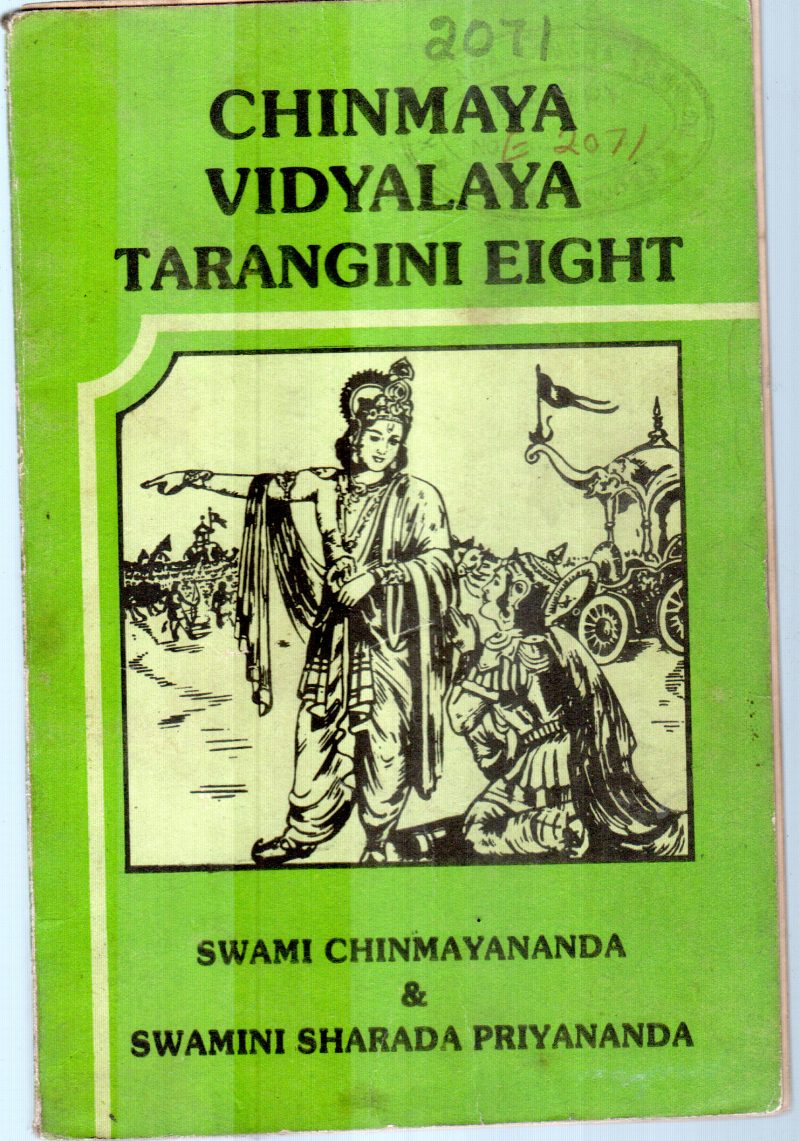 2071
CHINMAYA
E 2071
VIDYALAYA
TARANGINI EIGHT
SWAMI CHINMAYANANDA
&
SWAMINI SHARADA PRIYANANDA